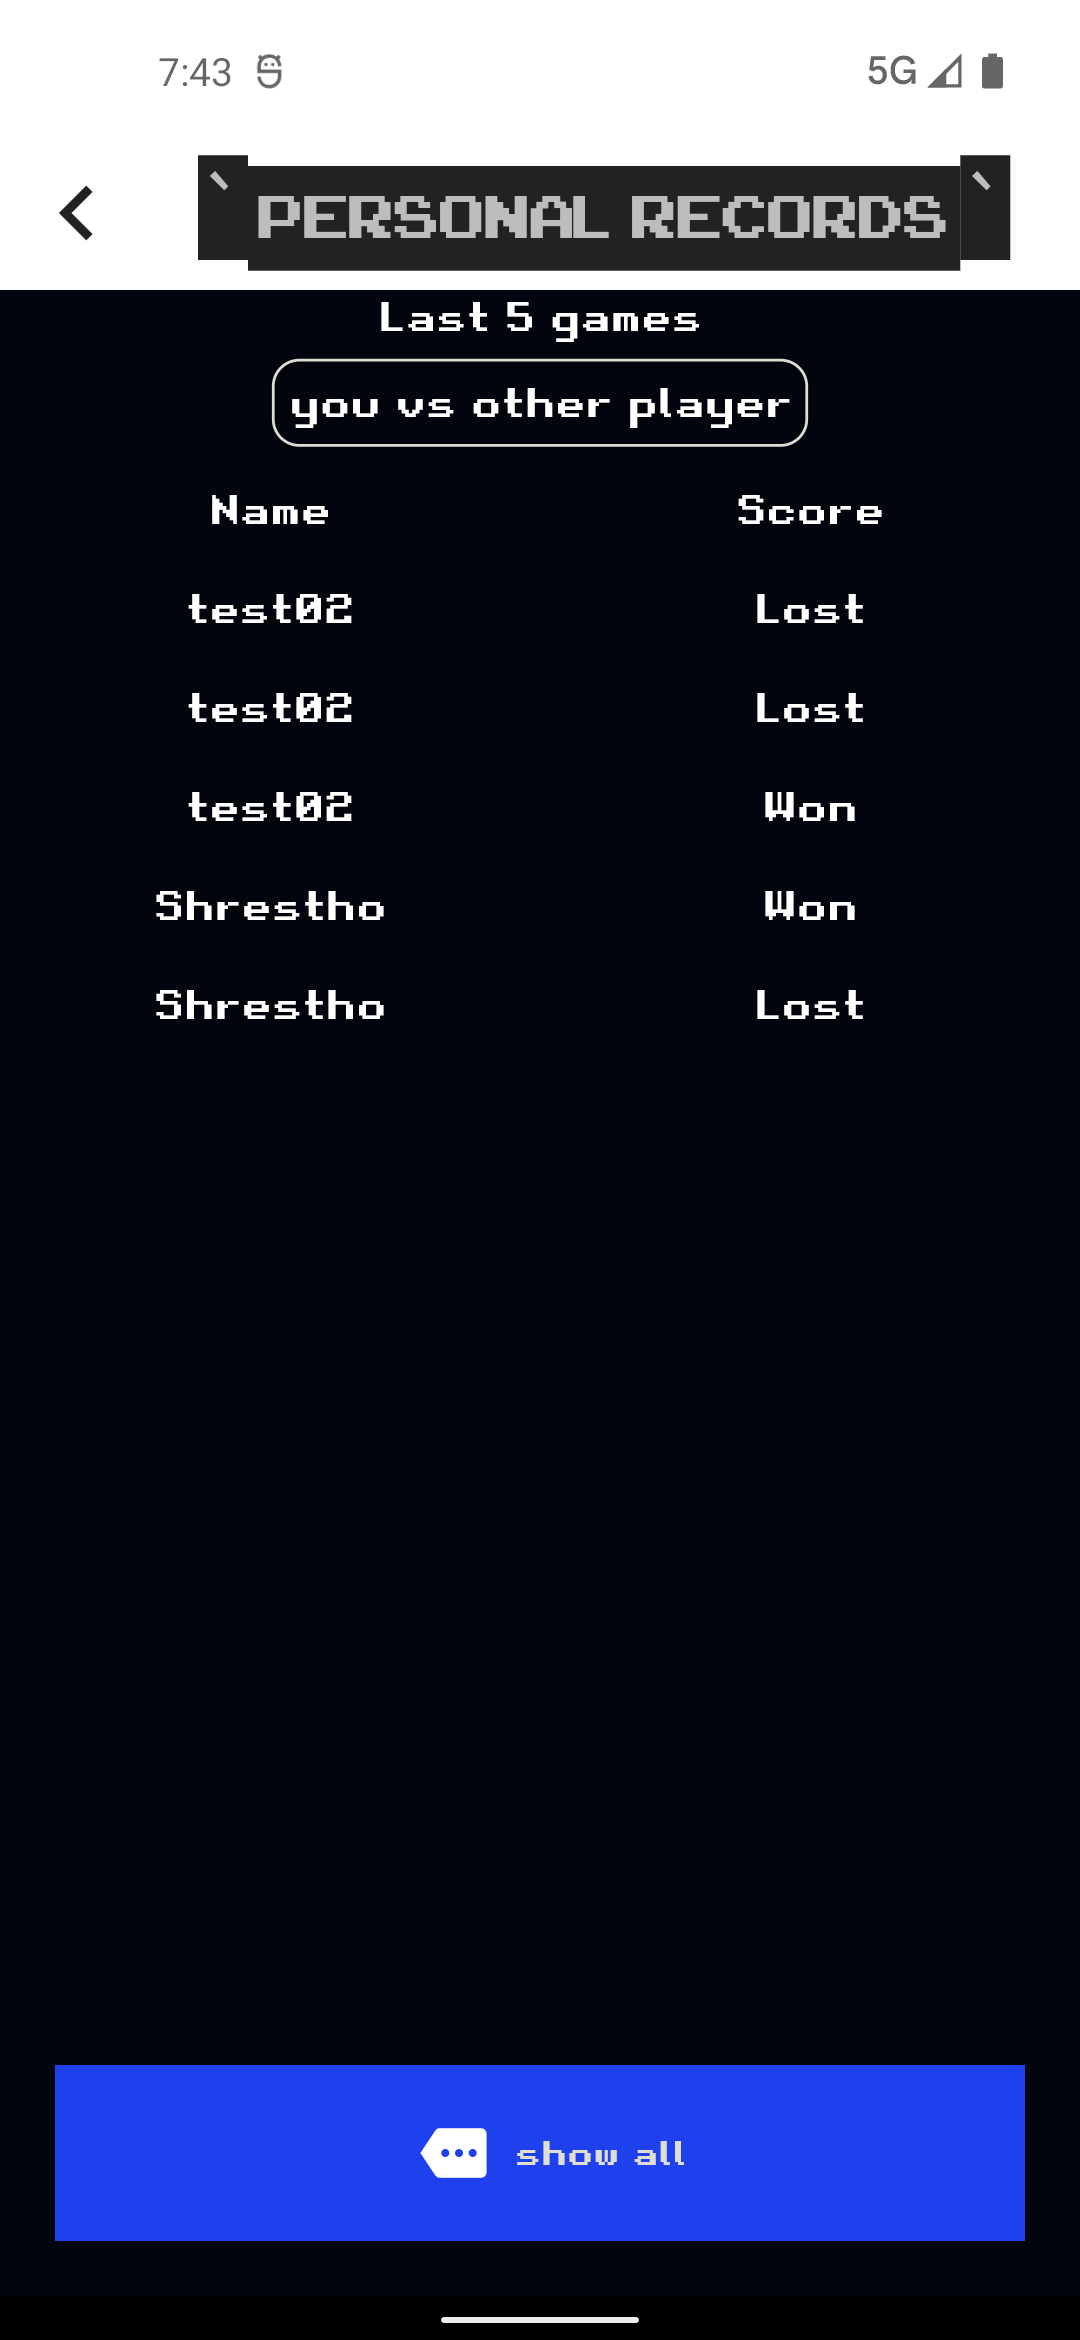 7:43 5G
` PERSONAL RECORDS `
Last 5 games
you vs other player
Name Score
test02 Lost
test02 Lost
test02 Won
Shrestho Won
Shrestho Lost
show all